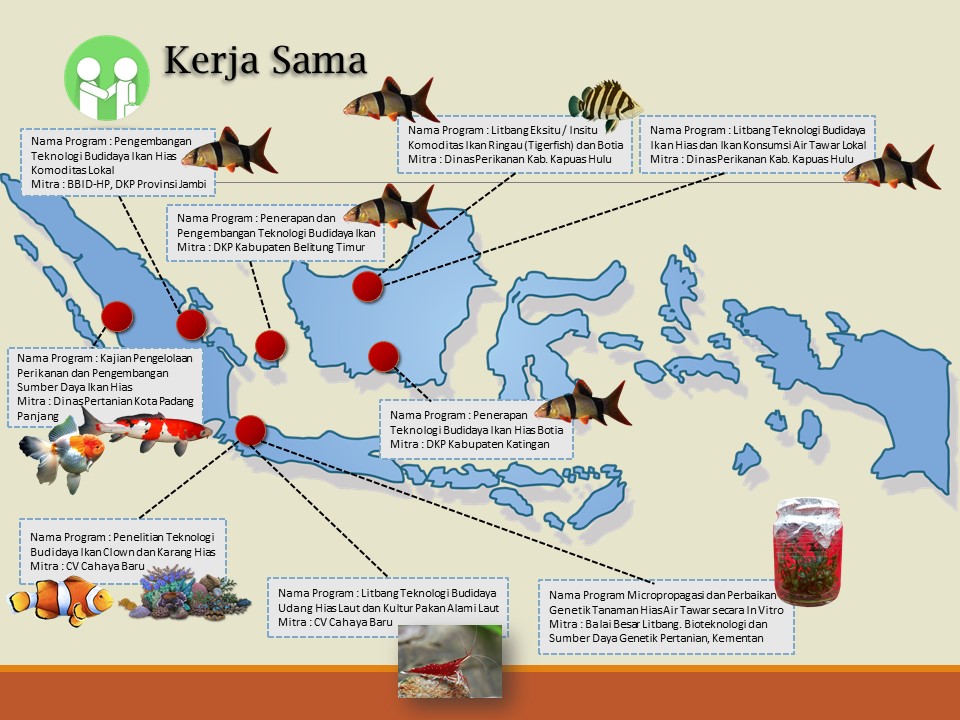 Kerja Sama
Nama Program : Pengembangan
Teknologi Budidaya Ikan Hias
Komoditas Lokal
Mitra : BBID-HP, DKP Provinsi Jambi
Nama Program : Litbang Eksitu / Insitu
Komoditas Ikan Ringau (Tigerfish) dan Botia
Mitra : Dinas Perikanan Kab. Kapuas Hulu
Nama Program : Litbang Teknologi Budidaya
Ikan Hias dan Ikan Konsumsi Air Tawar Lokal
Mitra : Dinas Perikanan Kab. Kapuas Hulu
Nama Program : Penerapan dan
Pengembangan Teknologi Budidaya Ikan
Mitra : DKP Kabupaten Belitung Timur
Nama Program : Kajian Pengelolaan
Perikanan dan Pengembangan
Sumber Daya Ikan Hias
Mitra : Dinas Pertanian Kota Padang
Panjang
Nama Program : Penerapan
Teknologi Budidaya Ikan Hias Botia
Mitra : DKP Kabupaten Katingan
Nama Program : Penelitian Teknologi
Budidaya Ikan Clown dan Karang Hias
Mitra : CV Cahaya Baru
Nama Program : Litbang Teknologi Budidaya
Udang Hias Laut dan Kultur Pakan Alami Laut
Mitra : CV Cahaya Baru
Nama Program Micropropagasi dan Perbaikan
Genetik Tanaman Hias Air Tawar secara In Vitro
Mitra : Balai Besar Litbang. Bioteknologi dan
Sumber Daya Genetik Pertanian, Kementan